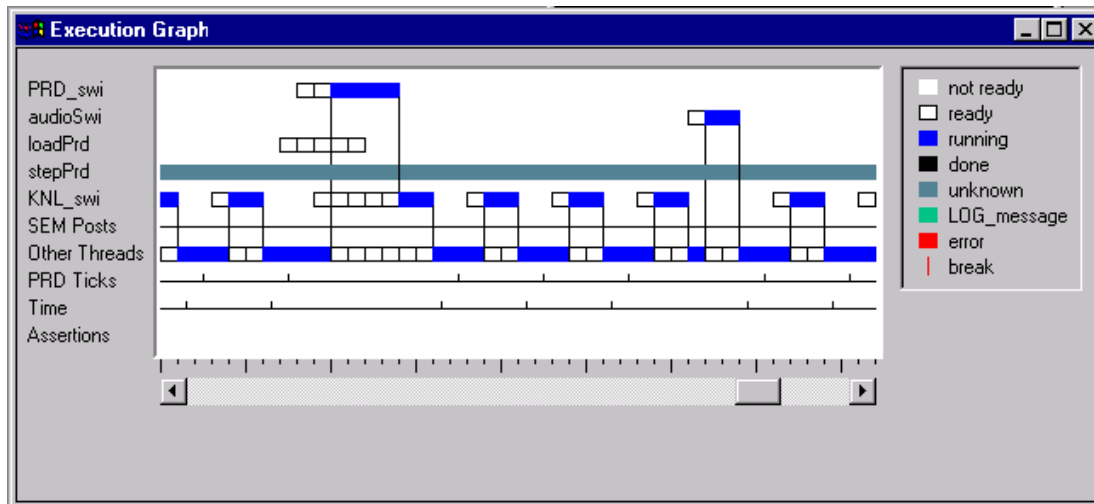 Execution Graph
PRD_swi
audioSwi
loadPrd
stepPrd
KNL_swi
SEM Posts
Other Threads
PRD Ticks
Time
Assertions
not ready
ready
running
done
unknown
LOG_message
error
break